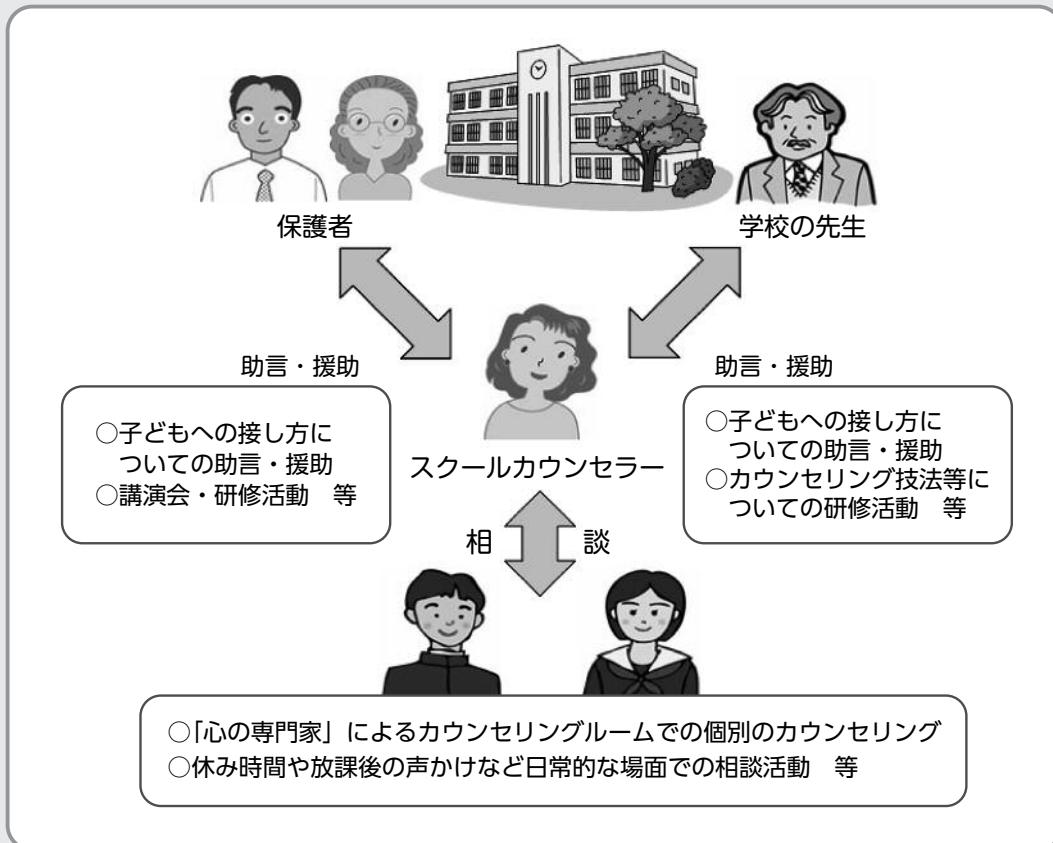 保護者
学校の先生
助言・援助
○子どもへの接し方に
ついての助言・援助
○講演会・研修活動　等
助言・援助
○子どもへの接し方に
ついての助言・援助
○カウンセリング技法等に
ついての研修活動　等
スクールカウンセラー
相　談
○「心の専門家」によるカウンセリングルームでの個別のカウンセリング
○休み時間や放課後の声かけなど日常的な場面での相談活動　等